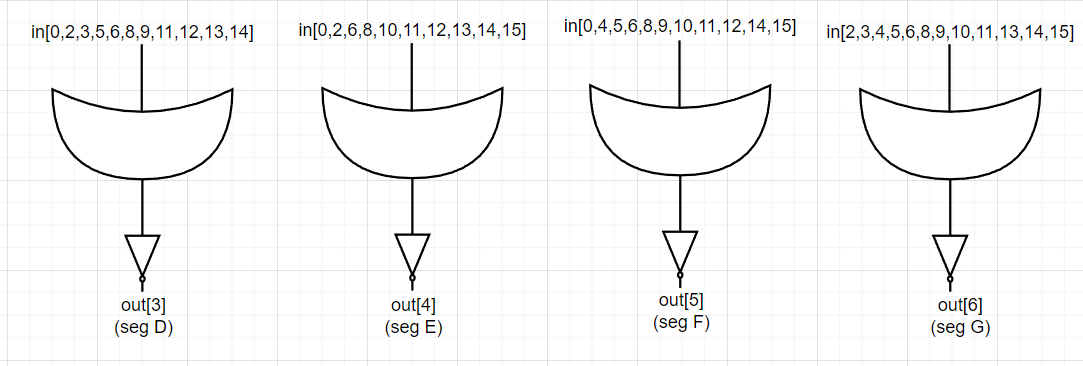 in[0,2,3,5,6,8,9,11,12,13,14]
in[0,2,6,8,10,11,12,13,14,15]
in[0,4,5,6,8,9,10,11,12,14,15]
in[2,3,4,5,6,8,9,10,11,13,14,15]
out[3]
(seg D)
out[4]
(seg E)
out[5]
(seg F)
out[6]
(seg G)